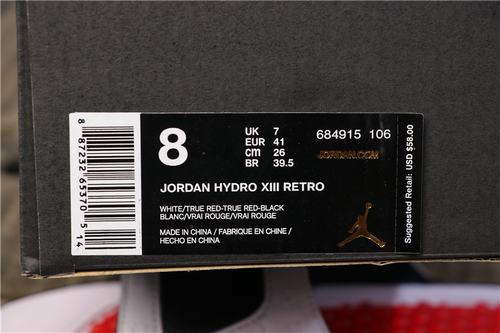 8
UK 7
EUR 41
cm 26
BR 39.5
684915 106
JORDAN.COM
JORDAN HYDRO XIII RETRO
WHITE/TRUE RED-TRUE RED-BLACK
BLANC/VRAI ROUGE/VRAI ROUGE
MADE IN CHINA / FABRIQUE EN CHINE /
HECHO EN CHINA
Suggested Retail: USD $58.00
8 87232 65370 5 14